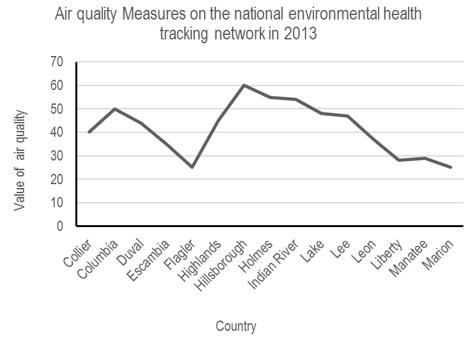 Air quality Measures on the national environmental health
tracking network in 2013
Value of air quality
70
60
50
40
30
20
10
0
Collier
Columbia
Duval
Escambia
Flagler
Highlands
Hillsborough
Holmes
Indian River
Lake
Lee
Leon
Liberty
Manatee
Marion
Country